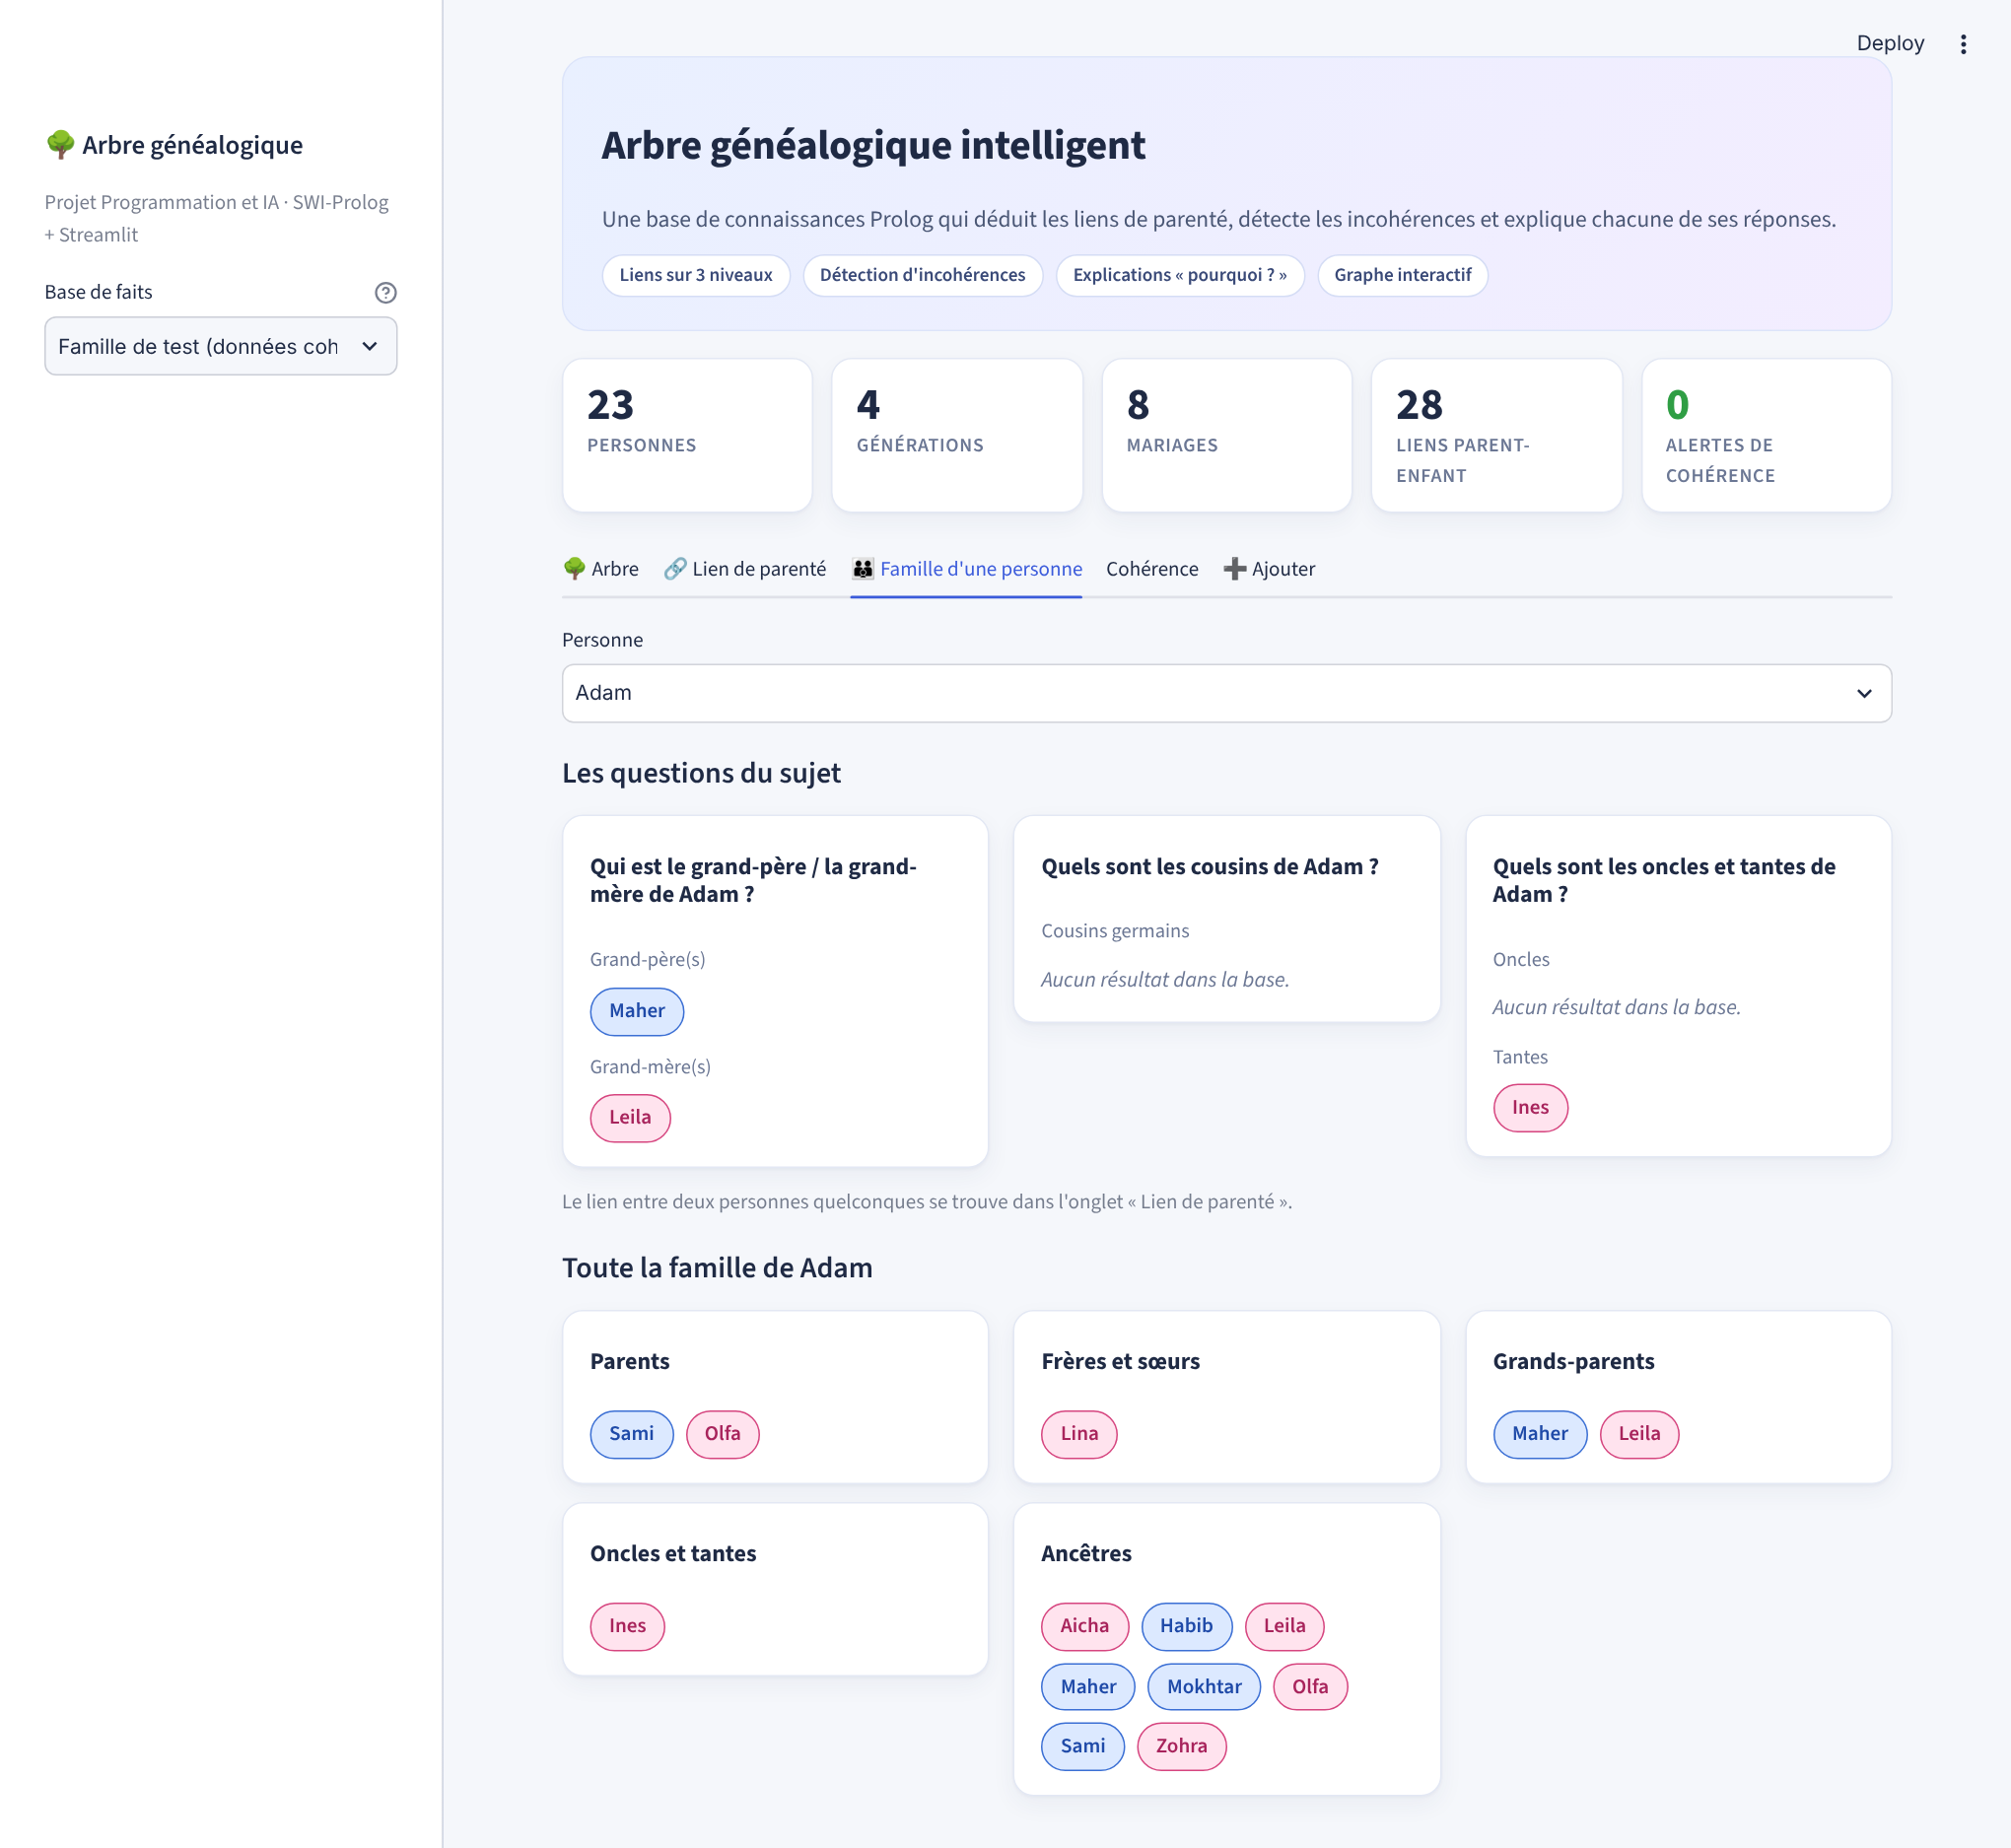 Deploy
Arbre généalogique
Projet Programmation et IA · SWI-Prolog
+ Streamlit
Base de faits
Famille de test (données coh
Arbre généalogique intelligent
Une base de connaissances Prolog qui déduit les liens de parenté, détecte les incohérences et explique chacune de ses réponses.
Liens sur 3 niveaux
Détection d'incohérences
Explications « pourquoi ? »
Graphe interactif
23
PERSONNES
4
GÉNÉRATIONS
8
MARIAGES
28
LIENS PARENT-
ENFANT
0
ALERTES DE
COHÉRENCE
Arbre
Lien de parenté
Famille d'une personne
Cohérence
Ajouter
Personne
Adam
Les questions du sujet
Qui est le grand-père / la grand-
mère de Adam ?
Grand-père(s)
Maher
Grand-mère(s)
Leila
Quels sont les cousins de Adam ?
Cousins germains
Aucun résultat dans la base.
Quels sont les oncles et tantes de
Adam ?
Oncles
Aucun résultat dans la base.
Tantes
Ines
Le lien entre deux personnes quelconques se trouve dans l'onglet « Lien de parenté ».
Toute la famille de Adam
Parents
Sami Olfa
Frères et sœurs
Lina
Grands-parents
Maher Leila
Oncles et tantes
Ines
Ancêtres
Aicha Habib Leila
Maher Mokhtar Olfa
Sami Zohra